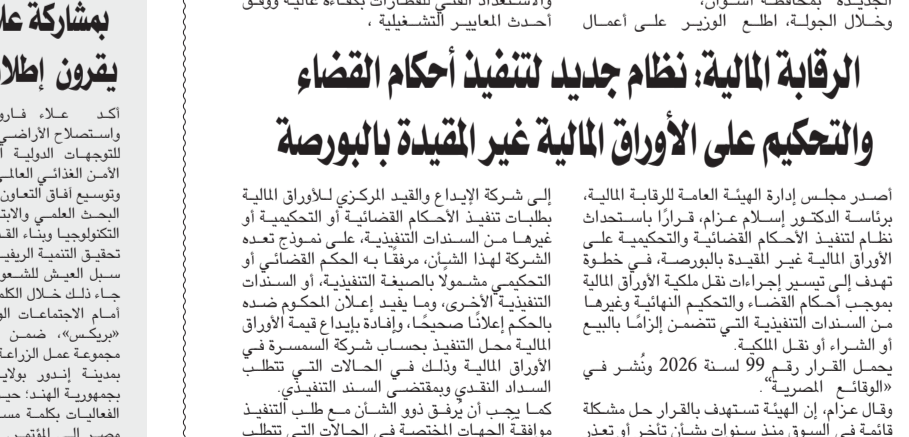 الجديدة بمحافظة أسوان،
وخلال الجولة، اطلع الوزير على أعمال
والاستعداد الفني للقطارات بكفاءة عالية ووفق
أحدث المعايير التشغيلية ،
الرقابة المالية: نظام جديد لتنفيذ أحكام القضاء
والتحكيم على الأوراق المالية غير المقيدة بالبورصة
أصدر مجلس إدارة الهيئة العامة للرقابة المالية،
برئاسة الدكتور إسلام عزام، قرارًا باستحداث
نظام لتنفيذ الأحكام القضائية والتحكيمية على
الأوراق المالية غير المقيدة بالبورصة، في خطوة
تهدف إلى تيسير إجراءات نقل ملكية الأوراق المالية
بموجب أحكام القضاء والتحكيم النهائية وغيرها
من السندات التنفيذية التي تتضمن إلزامًا بالبيع
أو الشراء أو نقل الملكية.
يحمل القرار رقم 99 لسنة 2026 ونُشر في
«الوقائع المصرية".
وقال عزام، إن الهيئة تستهدف بالقرار حل مشكلة
قائمة في السوق منذ سنوات بشأن تأخر أو تعذر
إلى شركة الإيداع والقيد المركزي للأوراق المالية
بطلبات تنفيذ الأحكام القضائية أو التحكيمية أو
غيرها من السندات التنفيذية، على نموذج تعده
الشركة لهذا الشأن، مرفقًا به الحكم القضائي أو
التحكيمي مشمولًا بالصيغة التنفيذية، أو السندات
التنفيذية الأخرى، وما يفيد إعلان المحكوم ضده
بالحكم إعلانًا صحيحًا، وإفادة بإيداع قيمة الأوراق
المالية محل التنفيذ بحساب شركة السمسرة في
الأوراق المالية وذلك في الحالات التي تتطلب
السداد النقدي وبمقتضى السند التنفيذي.
كما يجب أن يُرفق ذوو الشأن مع طلب التنفيذ
موافقة الجهات المختصة في الحالات التي تتطلب
بمشاركة
يقرون إطلا
أكد علاء فارو
واستصلاح الأراضي
للتوجهات الدولية
الأمن الغذائي العالم
وتوسيع آفاق التعاون
البحث العلمي والابت
التكنولوجيا وبناء الق
تحقيق التنمية الريفي
سبل العيش للشعو
جاء ذلك خلال الكلم
أمام الاجتماعات الو
«بريكس»، ضمن
مجموعة عمل الزراعة
بمدينة إندور بولاي
بجمهورية الهند؛ حي
الفعاليات بكلمة مس
مصر إلى المؤتمر،